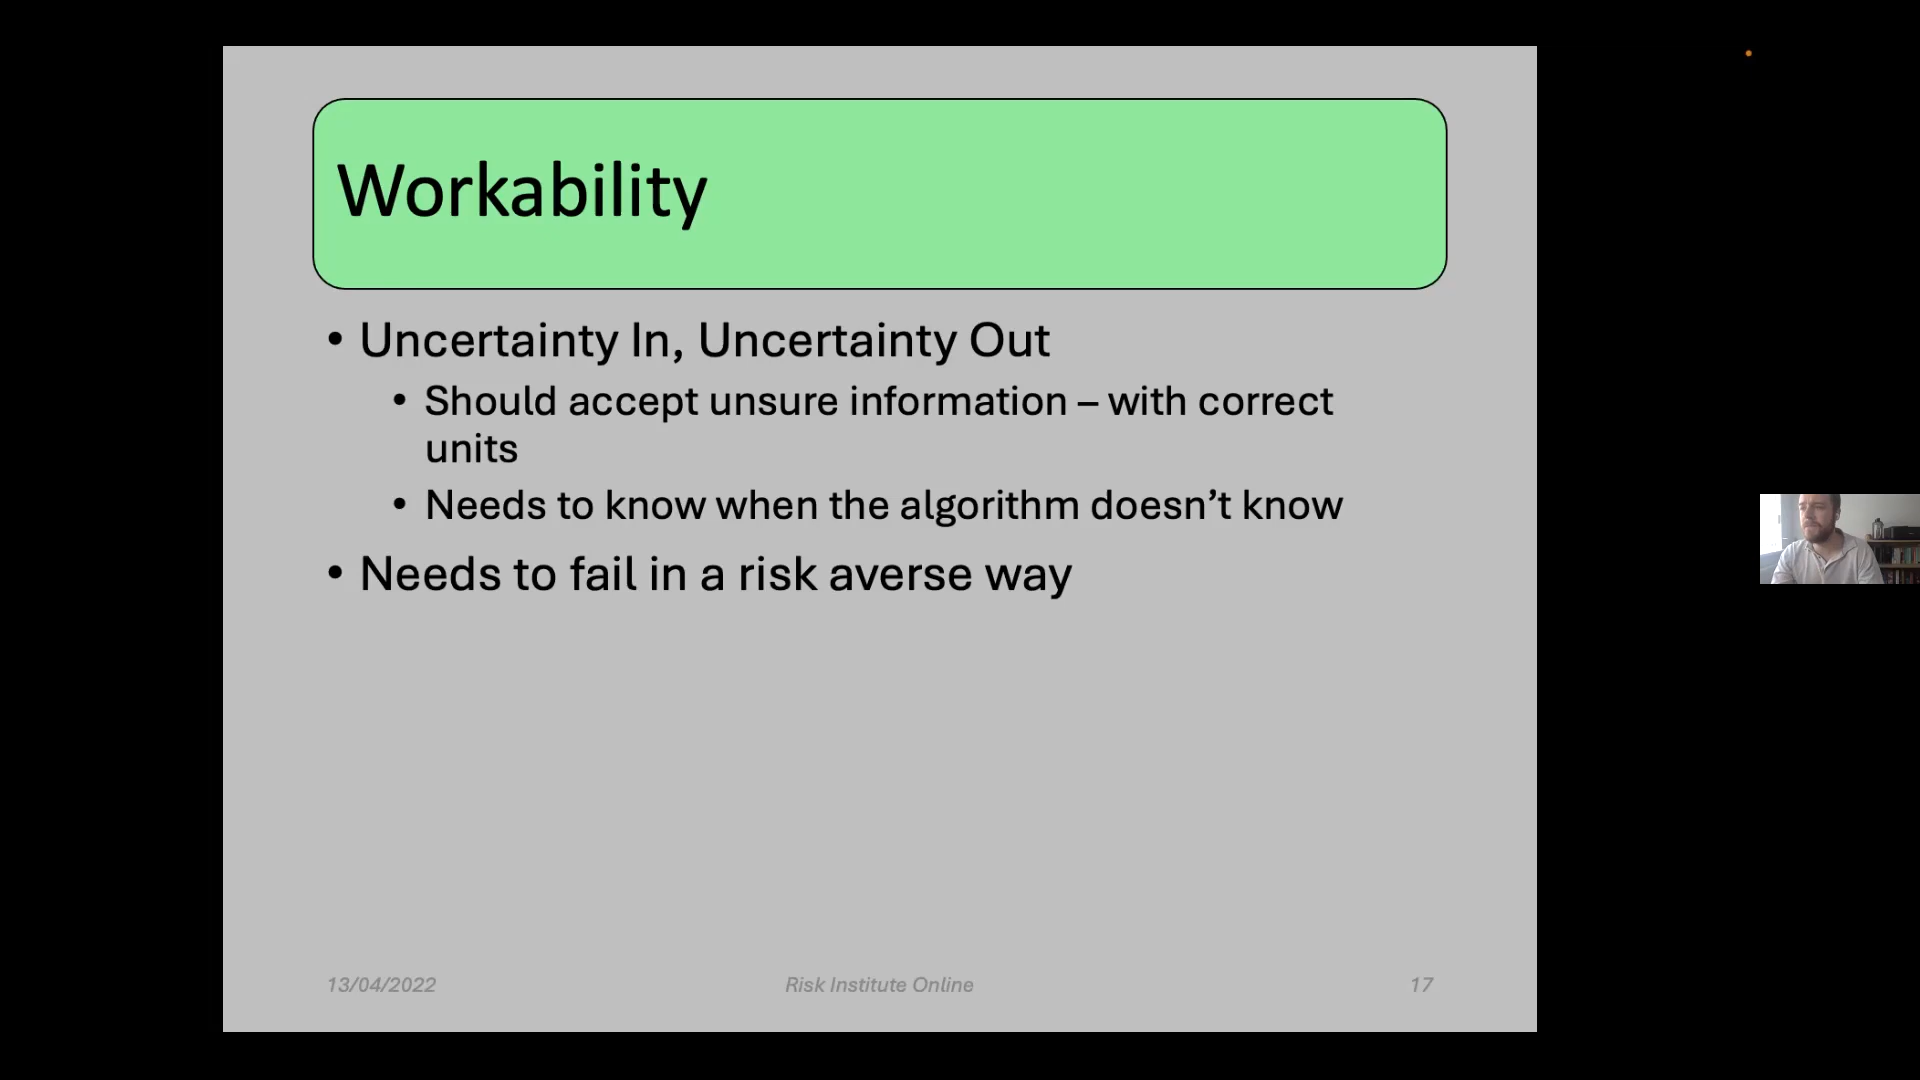 Workability
• Uncertainty In, Uncertainty Out
• Should accept unsure information – with correct
units
• Needs to know when the algorithm doesn’t know
• Needs to fail in a risk averse way
13/04/2022
Risk Institute Online
17